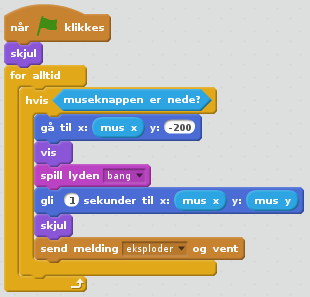 når klikkes
skjul
for alltid
hvis museknappen er nede?
gå til x: mus x y: -200
vis
spill lyden bang
gli 1 sekunder til x: mus x y: mus y
skjul
send melding eksploder og vent